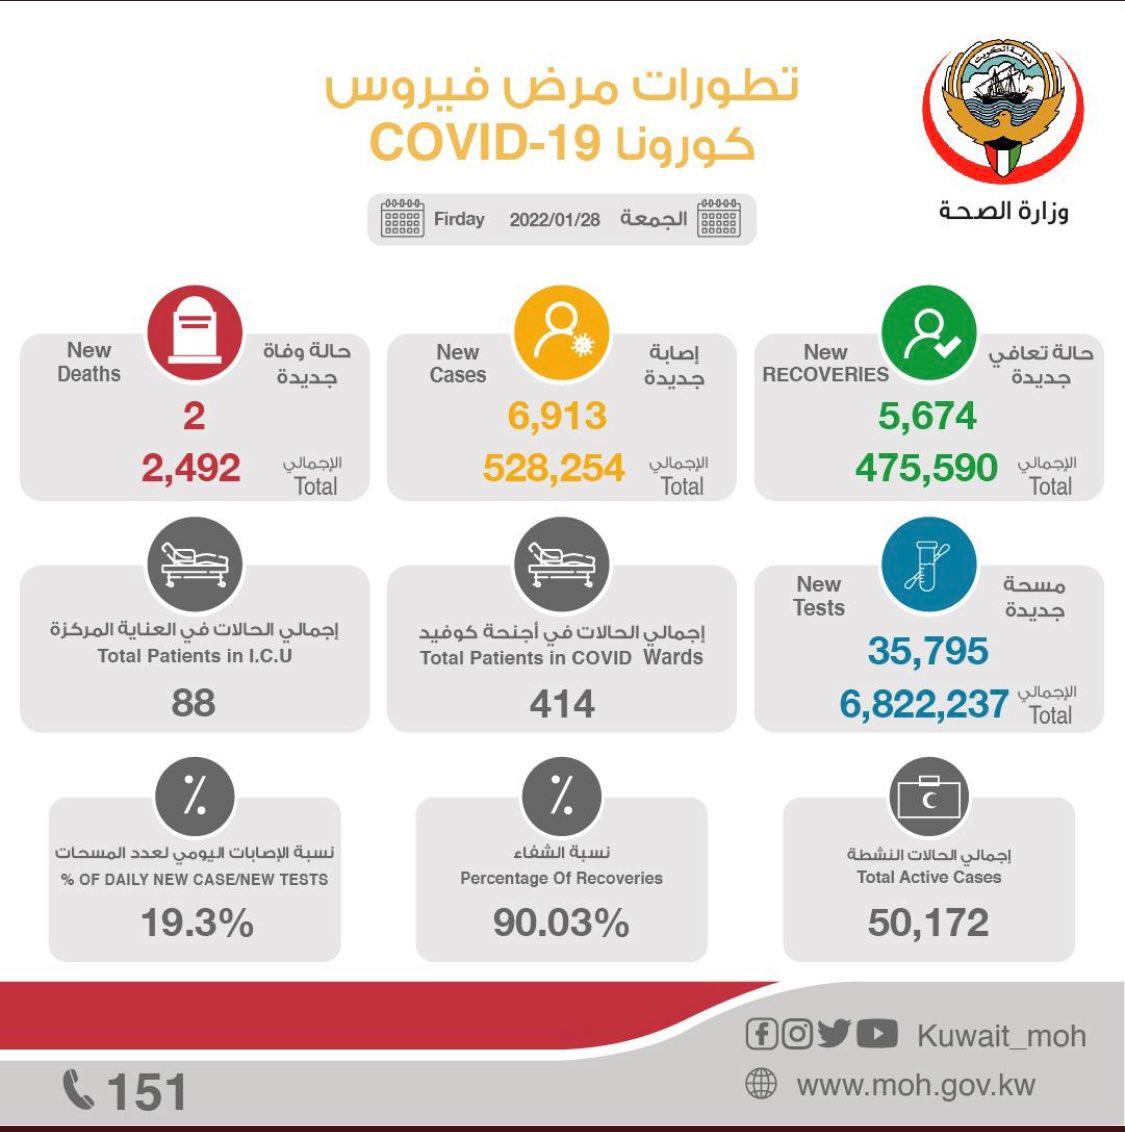 دولة الكويت
وزارة الصحة
تطورات مرض فيروس
كورونا COVID-19
الجمعة 2022/01/28 Firday
حالة تعافي
جديدة
New
RECOVERIES
5,674
475,590
الإجمالي
Total
إصابة
جديدة
New
Cases
6,913
528,254
الإجمالي
Total
حالة وفاة
جديدة
New
Deaths
2
2,492
الإجمالي
Total
مسحة
جديدة
New
Tests
35,795
6,822,237
الإجمالي
Total
إجمالي الحالات في أجنحة كوفيد
Total Patients in COVID Wards
414
إجمالي الحالات في العناية المركزة
Total Patients in I.C.U
88
إجمالي الحالات النشطة
Total Active Cases
50,172
نسبة الشفاء
Percentage Of Recoveries
90.03%
نسبة الإصابات اليومي لعدد المسحات
% OF DAILY NEW CASE/NEW TESTS
19.3%
Kuwait_moh
www.moh.gov.kw
151